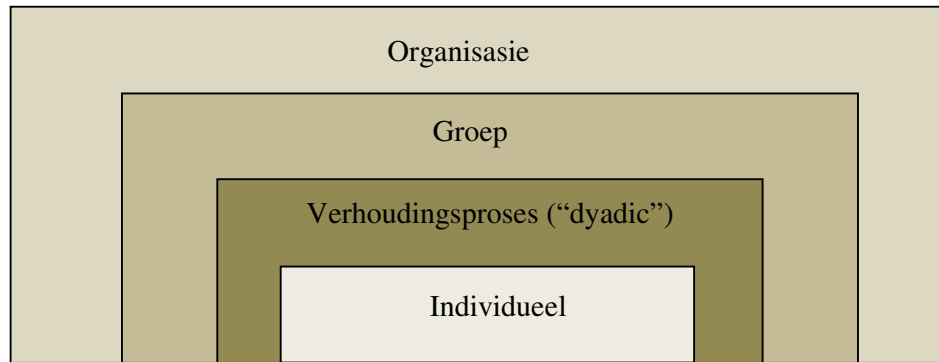 Organisasie
Groep
Verhoudingsproses (“dyadic”)
Individueel